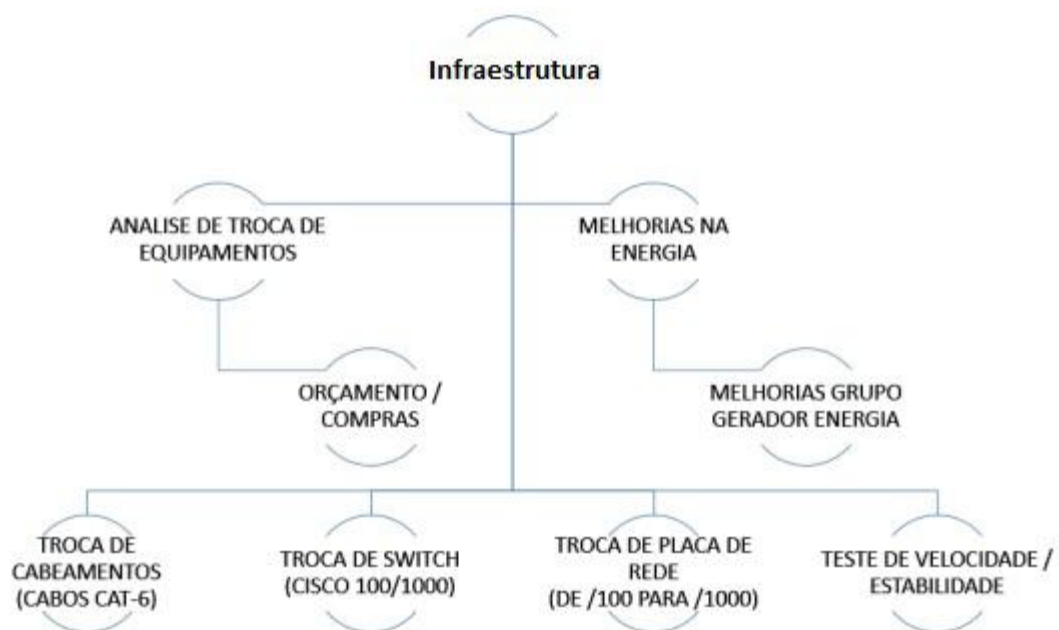 Infraestrutura
ANALISE DE TROCA DE
EQUIPAMENTOS
MELHORIAS NA
ENERGIA
ORÇAMENTO /
COMPRAS
MELHORIAS GRUPO
GERADOR ENERGIA
TROCA DE
CABEAMENTOS
(CABOS CAT-6)
TROCA DE SWITCH
(CISCO 100/1000)
TROCA DE PLACA DE
REDE
(DE /100 PARA /1000)
TESTE DE VELOCIDADE /
ESTABILIDADE